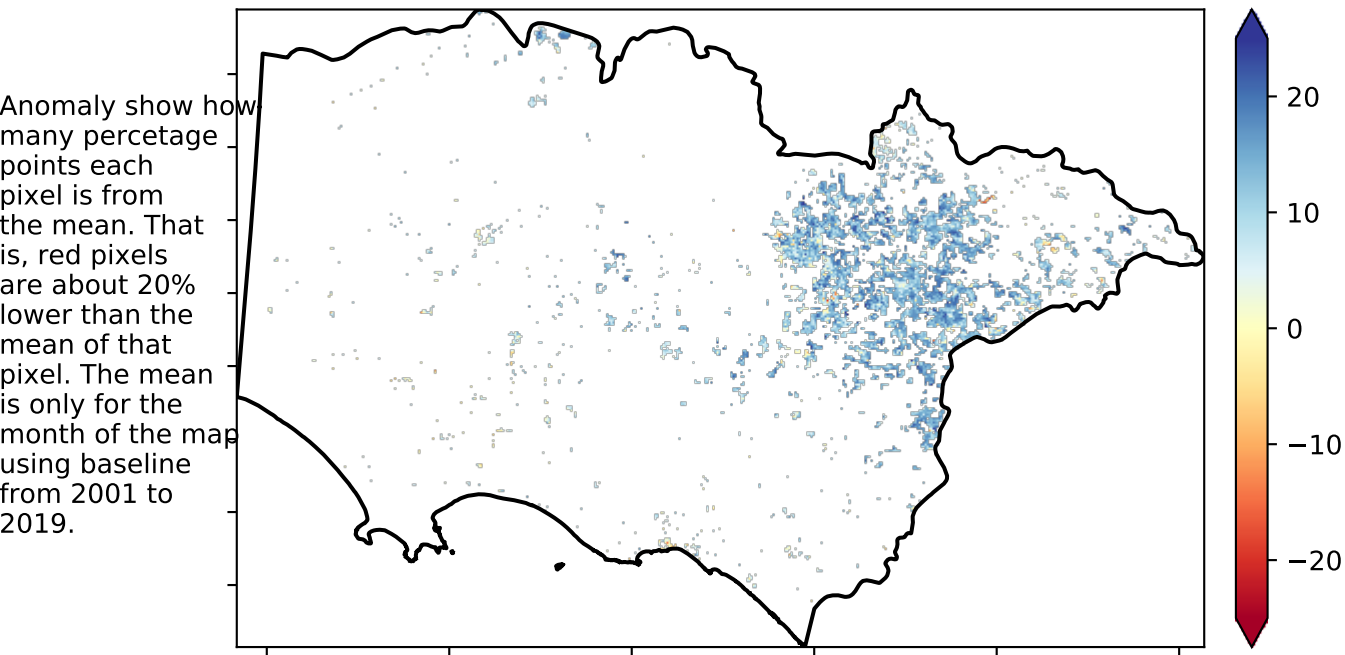 Anomaly show how
many percetage
points each
pixel is from
the mean. That
is, red pixels
are about 20%
lower than the
mean of that
pixel. The mean
is only for the
month of the map
using baseline
from 2001 to
2019.
20
10
0
−10
−20